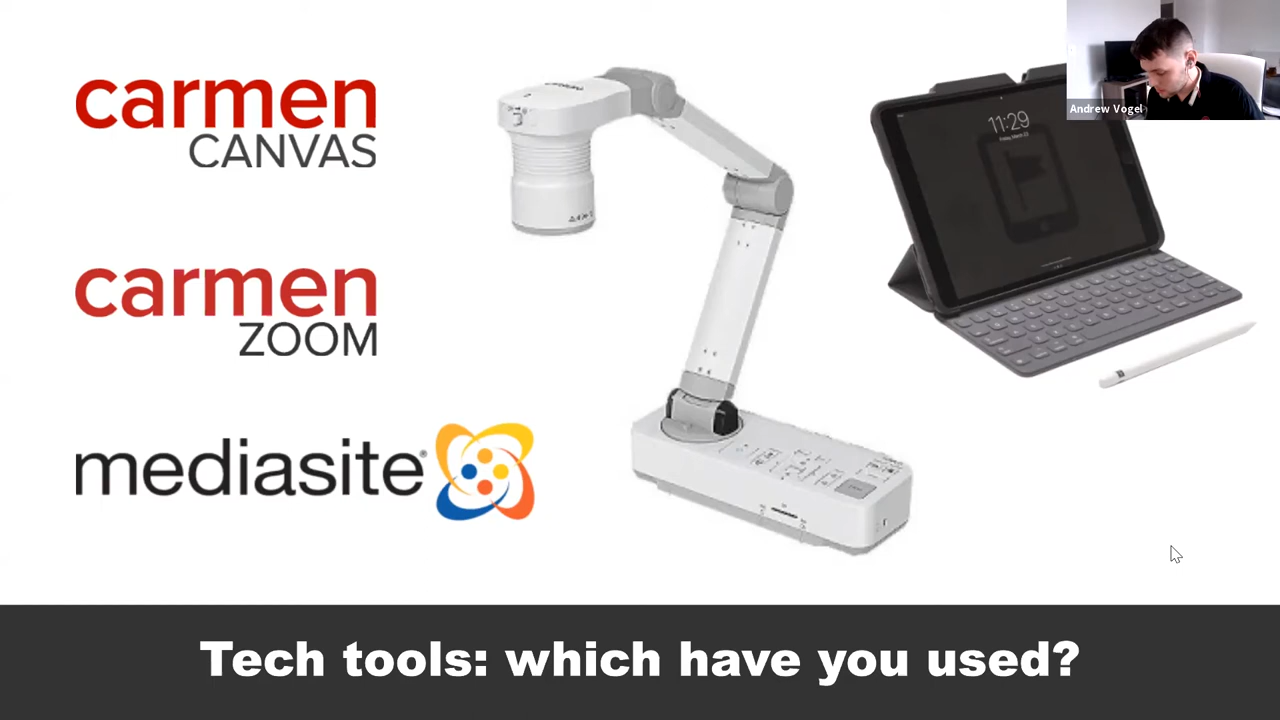 carmen
CANVAS
carmen
ZOOM
mediasite®
11:29
Andrew Vogel
Tech tools: which have you used?